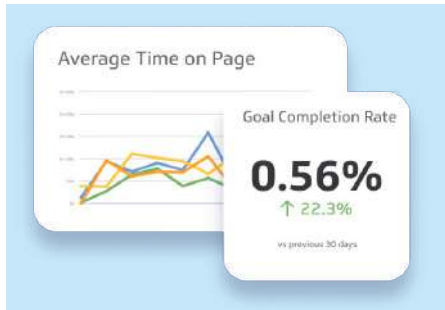 Average Time on Page
Goal Completion Rate
0.56%
↑ 22.3%
vs previous 30 days